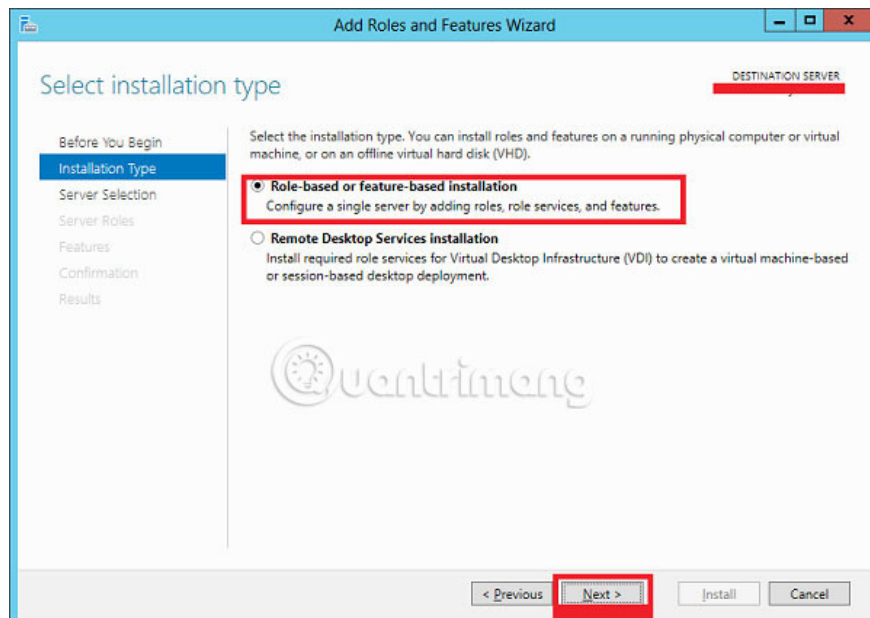 Add Roles and Features Wizard
Select installation type
DESTINATION SERVER
Before You Begin
Installation Type
Server Selection
Server Roles
Features
Confirmation
Results
Select the installation type. You can install roles and features on a running physical computer or virtual
machine, or on an offline virtual hard disk (VHD).
Role-based or feature-based installation
Configure a single server by adding roles, role services, and features.
Remote Desktop Services installation
Install required role services for Virtual Desktop Infrastructure (VDI) to create a virtual machine-based
or session-based desktop deployment.
Quantrimang
< Previous
Next >
Install
Cancel